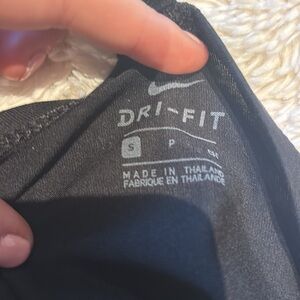 DRI-FIT
S P
MADE IN THAILAND
FABRIQUE EN THAILANDE